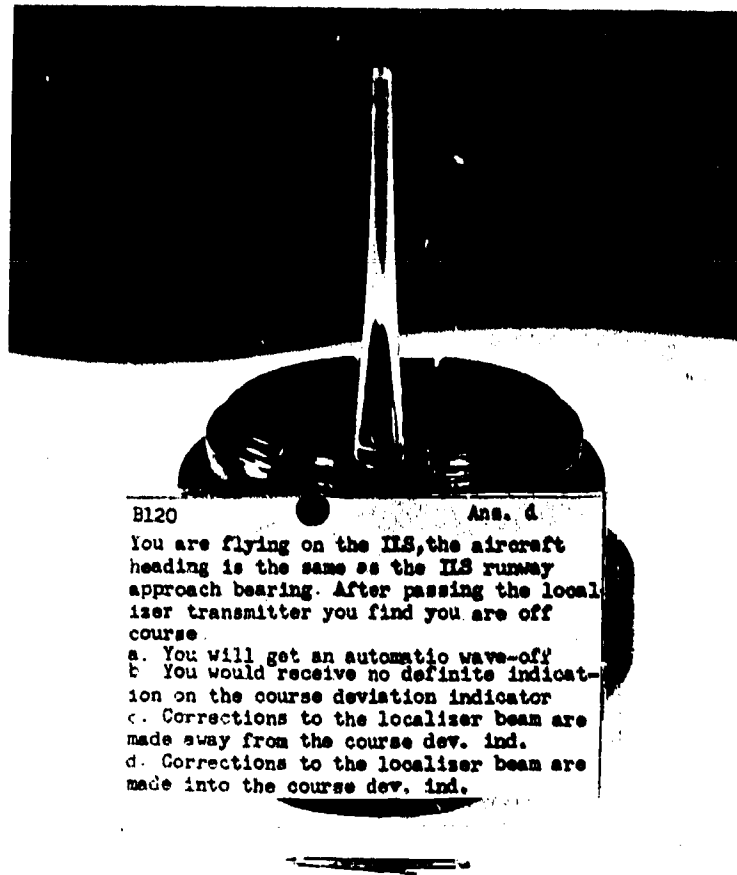 B120 Ans. d
You are flying on the ILS, the aircraft
heading is the same as the ILS runway
approach bearing. After passing the local
izer transmitter you find you are off
course.
a. You will get an automatic wave-off
b You would receive no definite indicat-
ion on the course deviation indicator
c. Corrections to the localizer beam are
made away from the course dev. ind.
d. Corrections to the localizer beam are
made into the course dev. ind.